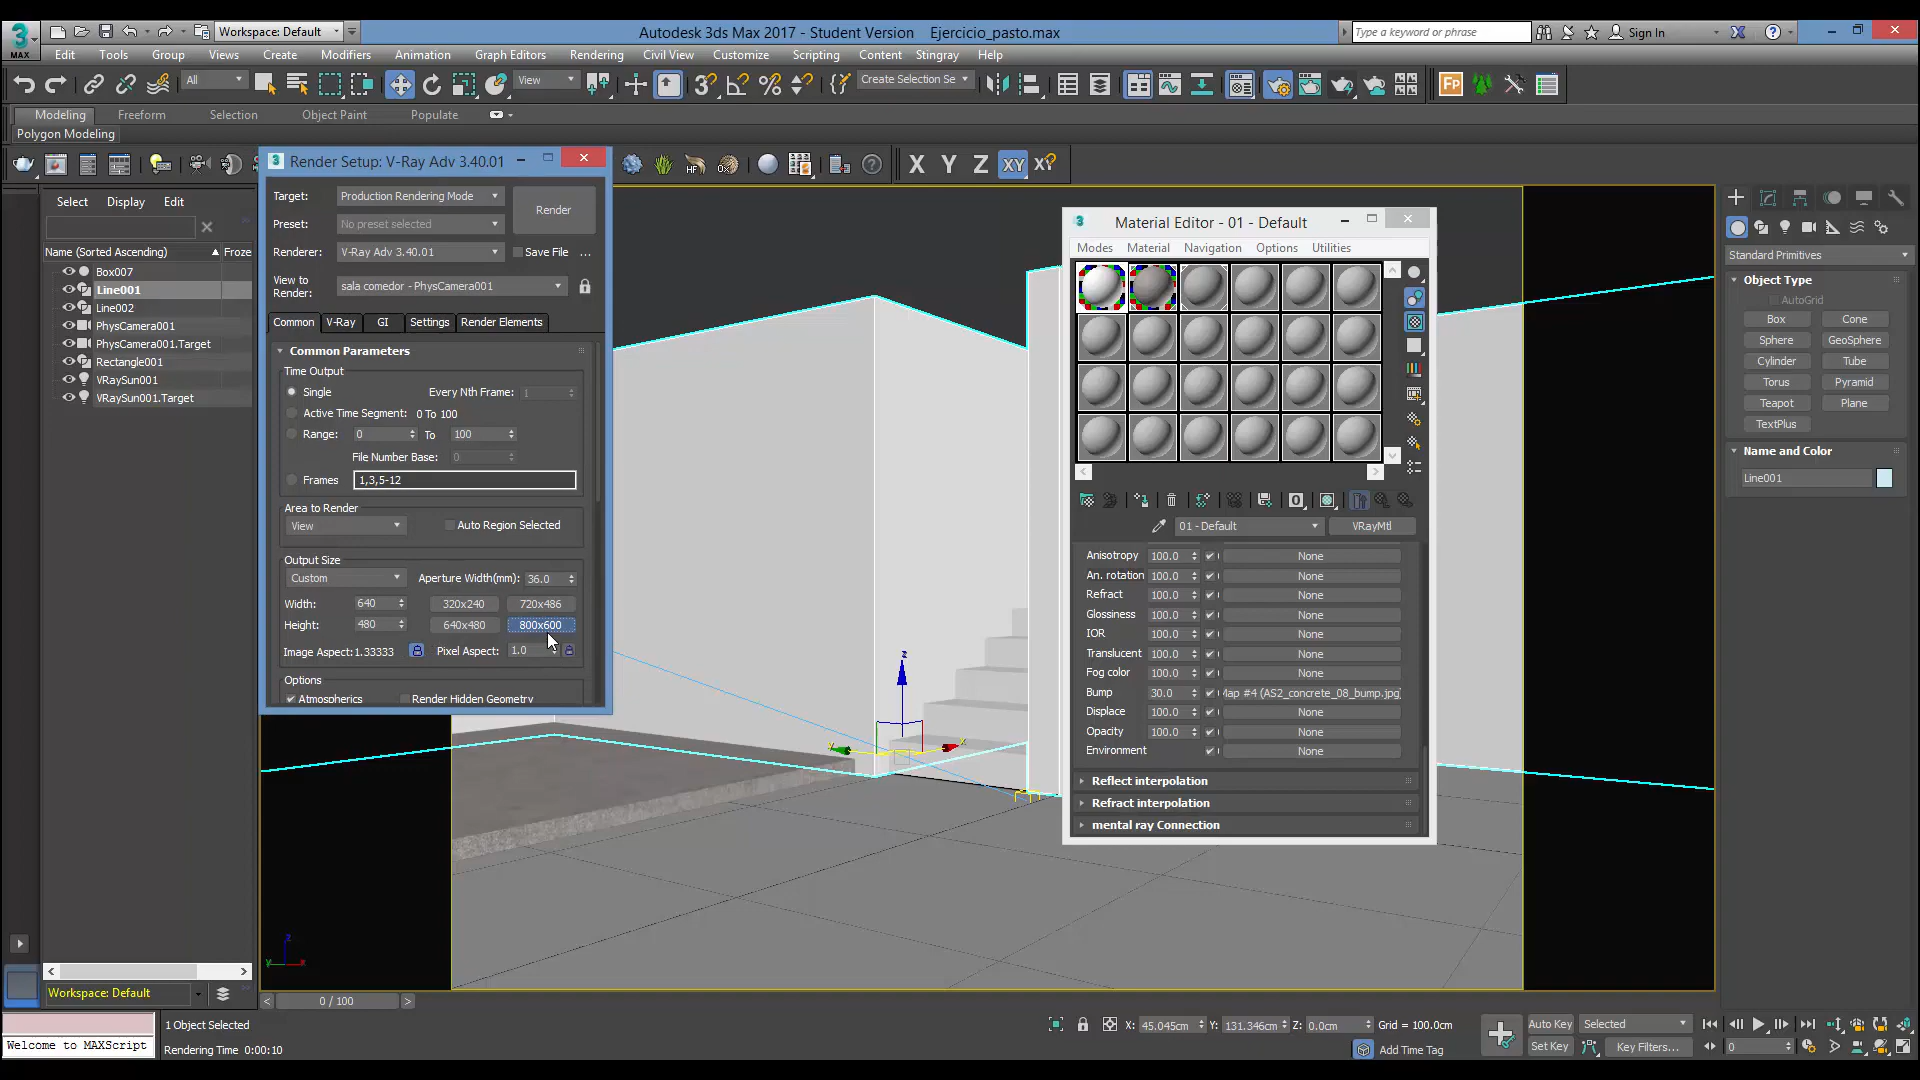 3
MAX
Workspace: Default
Autodesk 3ds Max 2017 - Student Version Ejercicio_pasto.max
Type a keyword or phrase
Sign In
Edit Tools Group Views Create Modifiers Animation Graph Editors Rendering Civil View Customize Scripting Content Stingray Help
All
View
Create Selection Se
Fp
Modeling Freeform Selection Object Paint Populate
Polygon Modeling
X Y Z XY
Select Display Edit
Name (Sorted Ascending) Froze
Box007
Line001
Line002
PhysCamera001
PhysCamera001.Target
Rectangle001
VRaySun001
VRaySun001.Target
Workspace: Default
Render Setup: V-Ray Adv 3.40.01
Target: Production Rendering Mode
Render
Preset: No preset selected
Renderer: V-Ray Adv 3.40.01 Save File ...
View to Render: sala comedor - PhysCamera001
Common V-Ray GI Settings Render Elements
Common Parameters
Time Output
Single Every Nth Frame: 1
Active Time Segment: 0 To 100
Range: 0 To 100
File Number Base: 0
Frames 1,3,5-12
Area to Render
View Auto Region Selected
Output Size
Custom Aperture Width(mm): 36.0
Width: 640 320x240 720x486
Height: 480 640x480 800x600
Image Aspect:1.33333 Pixel Aspect: 1.0
Options
Atmospherics Render Hidden Geometry
Material Editor - 01 - Default
Modes Material Navigation Options Utilities
01 - Default VRayMtl
Anisotropy 100.0 None
An. rotation 100.0 None
Refract 100.0 None
Glossiness 100.0 None
IOR 100.0 None
Translucent 100.0 None
Fog color 100.0 None
Bump 30.0 Map #4 (AS2_concrete_08_bump.jpg)
Displace 100.0 None
Opacity 100.0 None
Environment None
Reflect interpolation
Refract interpolation
mental ray Connection
Standard Primitives
Object Type
AutoGrid
Box Cone
Sphere GeoSphere
Cylinder Tube
Torus Pyramid
Teapot Plane
TextPlus
Name and Color
Line001
0 / 100
1 Object Selected
Rendering Time 0:00:10
Welcome to MAXScript
X: 45.045cm Y: 131.346cm Z: 0.0cm Grid = 100.0cm
Add Time Tag
Auto Key Selected
Set Key Key Filters...
0